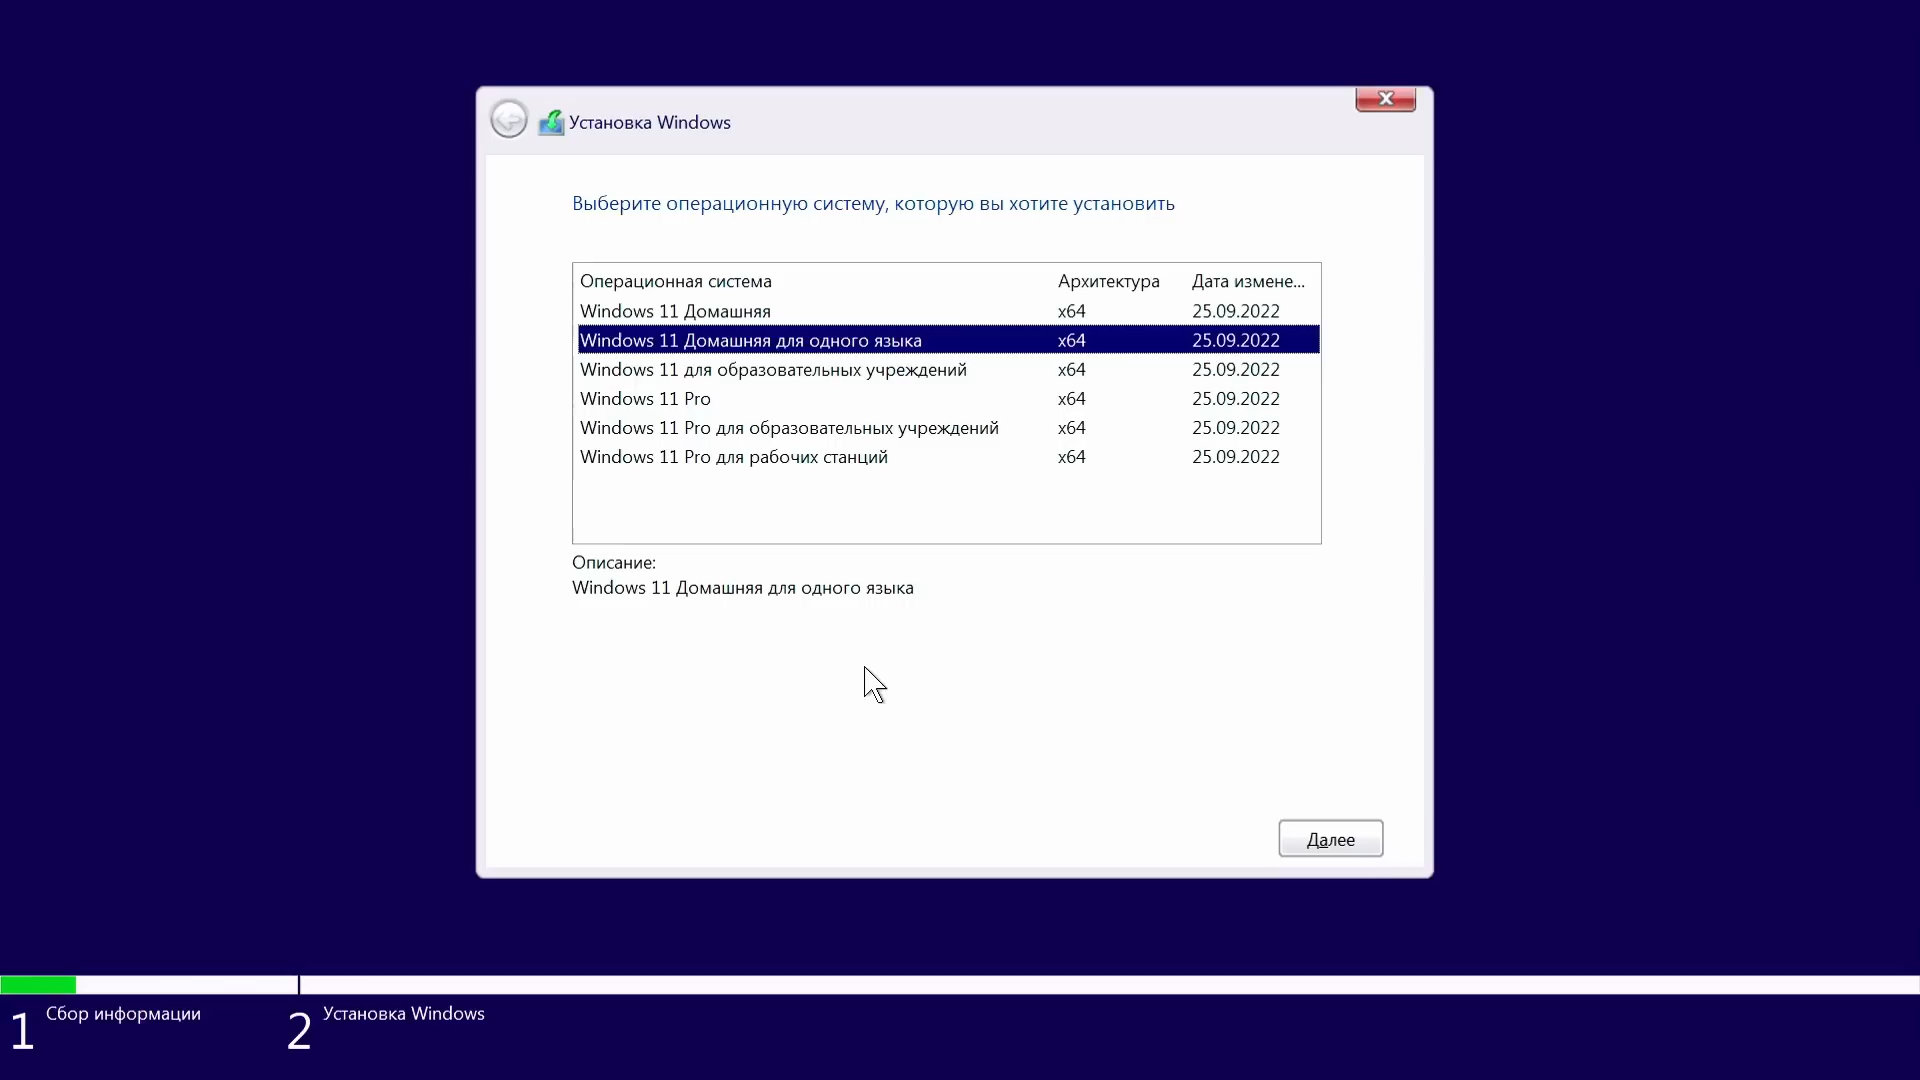 Установка Windows
Выберите операционную систему, которую вы хотите установить
Операционная система Архитектура Дата измене...
Windows 11 Домашняя x64 25.09.2022
Windows 11 Домашняя для одного языка x64 25.09.2022
Windows 11 для образовательных учреждений x64 25.09.2022
Windows 11 Pro x64 25.09.2022
Windows 11 Pro для образовательных учреждений x64 25.09.2022
Windows 11 Pro для рабочих станций x64 25.09.2022
Описание:
Windows 11 Домашняя для одного языка
Далее
1 Сбор информации 2 Установка Windows